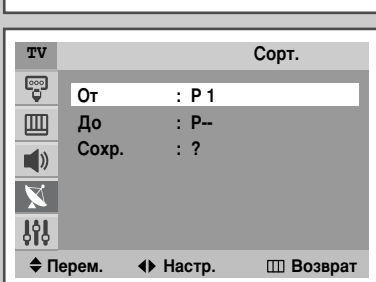 TV Сорт.
От : P 1
До : P--
Сохр. : ?
Перем. Настр. Возврат